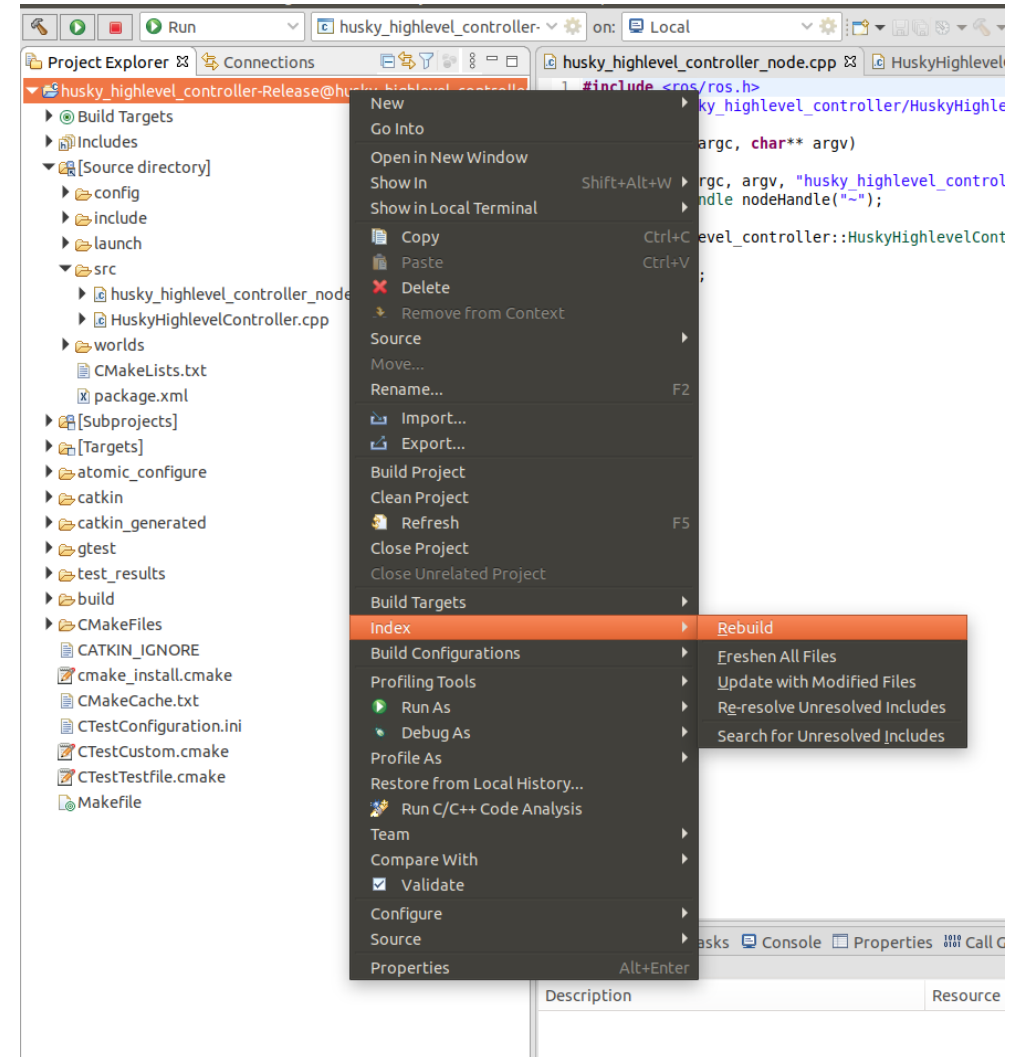 Run
husky_highlevel_controller-
on:
Local
Project Explorer
Connections
husky_highlevel_controller_node.cpp
HuskyHighlevel
husky_highlevel_controller-Release@husky_highlevel_controlle
Build Targets
Includes
[Source directory]
config
include
launch
src
husky_highlevel_controller_node
HuskyHighlevelController.cpp
worlds
CMakeLists.txt
package.xml
[Subprojects]
[Targets]
atomic_configure
catkin
catkin_generated
gtest
test_results
build
CMakeFiles
CATKIN_IGNORE
cmake_install.cmake
CMakeCache.txt
CTestConfiguration.ini
CTestCustom.cmake
CTestTestfile.cmake
Makefile
New
Go Into
Open in New Window
Show In Shift+Alt+W
Show in Local Terminal
Copy Ctrl+C
Paste Ctrl+V
Delete
Remove from Context
Source
Move...
Rename... F2
Import...
Export...
Build Project
Clean Project
Refresh F5
Close Project
Close Unrelated Project
Build Targets
Index
Build Configurations
Profiling Tools
Run As
Debug As
Profile As
Restore from Local History...
Run C/C++ Code Analysis
Team
Compare With
Validate
Configure
Source
Properties Alt+Enter
Rebuild
Freshen All Files
Update with Modified Files
Re-resolve Unresolved Includes
Search for Unresolved Includes
1 #include <ros/ros.h>
ky_highlevel_controller/HuskyHighle
argc, char** argv)
rgc, argv, "husky_highlevel_control
ndle nodeHandle("~");
evel_controller::HuskyHighlevelCont
;
asks Console Properties Call
Description Resource